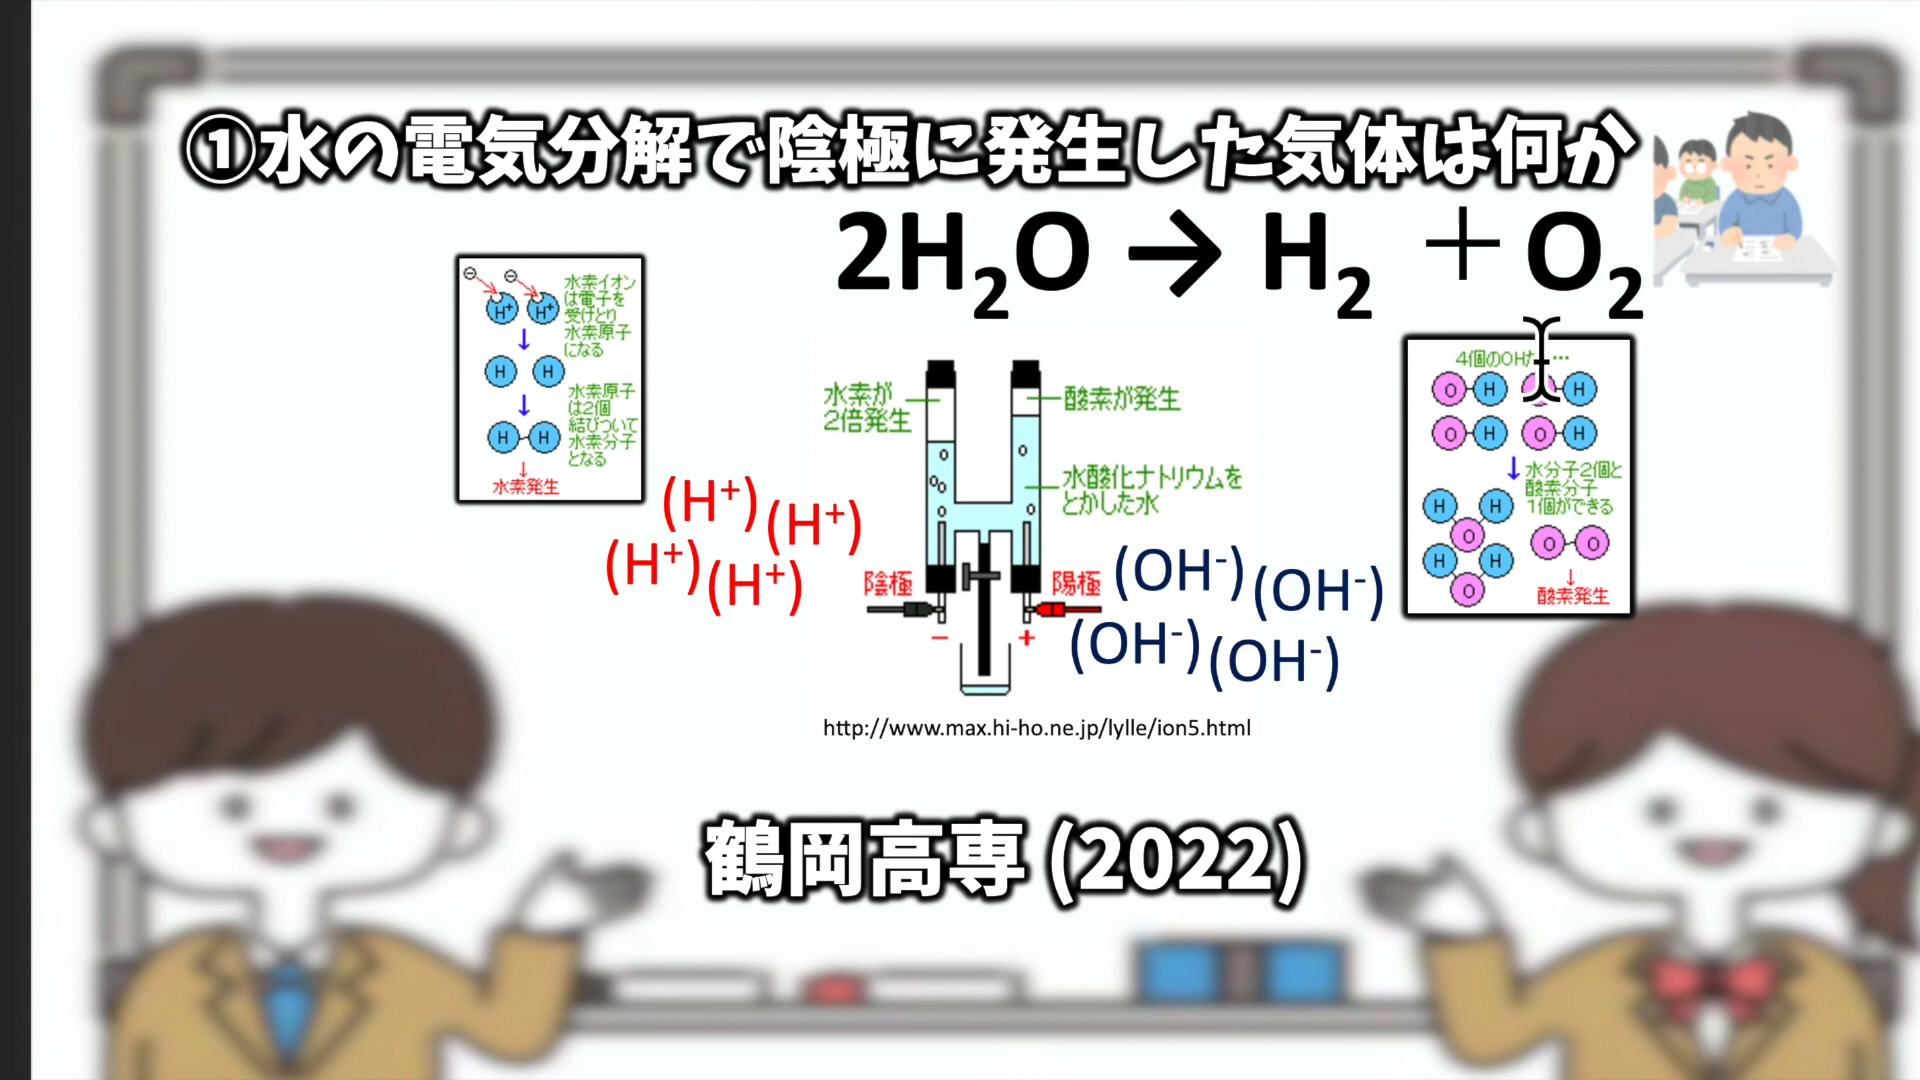 ①水の電気分解で陰極に発生した気体は何か
2H₂O → H₂ ＋O₂
⊖ ⊖
H⁺ H⁺
水素イオン
は電子を
受けとり
水素原子
になる
↓
H H
水素原子
は2個
結びついて
水素分子
となる
↓
H H
↓
水素発生
水素が
2倍発生
酸素が発生
水酸化ナトリウムを
とかした水
(H⁺) (H⁺)
(H⁺) (H⁺)
陰極
陽極
－
＋
(OH⁻) (OH⁻)
(OH⁻) (OH⁻)
4個のOHが…
O H H
O H O H
↓
水分子2個と
酸素分子
1個ができる
H H
O
H H
O
O O
↓
酸素発生
http://www.max.hi-ho.ne.jp/lylle/ion5.html
鶴岡高専 (2022)